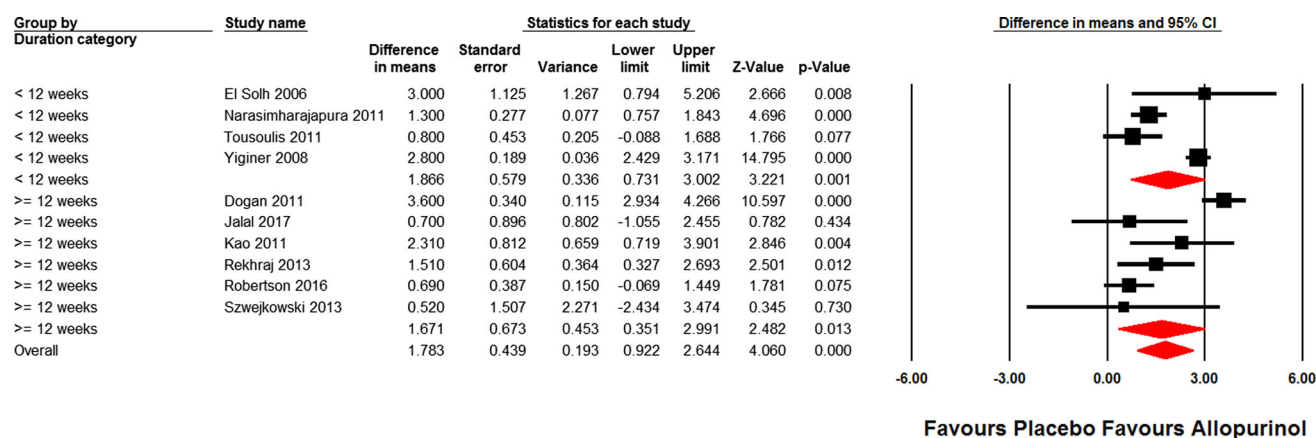 Group by Study name Statistics for each study Difference in means and 95% CI
Duration category
Difference Standard Lower Upper
in means error Variance limit limit Z-Value p-Value
< 12 weeks El Solh 2006 3.000 1.125 1.267 0.794 5.206 2.666 0.008
< 12 weeks Narasimharajapura 2011 1.300 0.277 0.077 0.757 1.843 4.696 0.000
< 12 weeks Tousoulis 2011 0.800 0.453 0.205 -0.088 1.688 1.766 0.077
< 12 weeks Yiginer 2008 2.800 0.189 0.036 2.429 3.171 14.795 0.000
< 12 weeks 1.866 0.579 0.336 0.731 3.002 3.221 0.001
>= 12 weeks Dogan 2011 3.600 0.340 0.115 2.934 4.266 10.597 0.000
>= 12 weeks Jalal 2017 0.700 0.896 0.802 -1.055 2.455 0.782 0.434
>= 12 weeks Kao 2011 2.310 0.812 0.659 0.719 3.901 2.846 0.004
>= 12 weeks Rekhraj 2013 1.510 0.604 0.364 0.327 2.693 2.501 0.012
>= 12 weeks Robertson 2016 0.690 0.387 0.150 -0.069 1.449 1.781 0.075
>= 12 weeks Szwejkowski 2013 0.520 1.507 2.271 -2.434 3.474 0.345 0.730
>= 12 weeks 1.671 0.673 0.453 0.351 2.991 2.482 0.013
Overall 1.783 0.439 0.193 0.922 2.644 4.060 0.000
-6.00 -3.00 0.00 3.00 6.00
Favours Placebo Favours Allopurinol